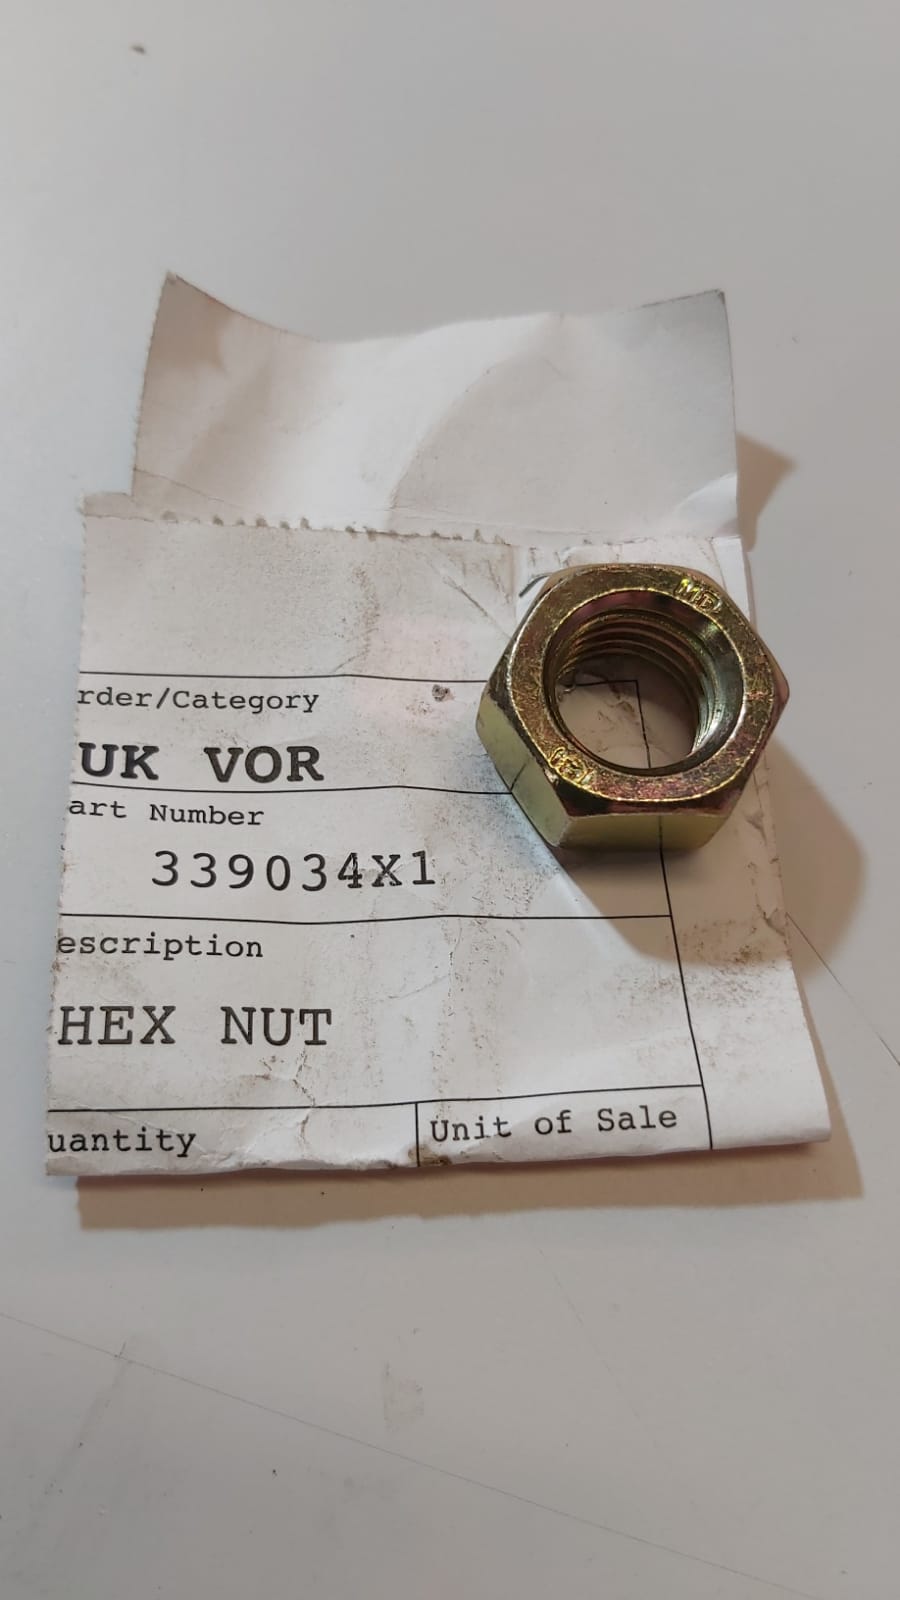 rder/Category
UK VOR
art Number
339034X1
escription
HEX NUT
uantity
Unit of Sale